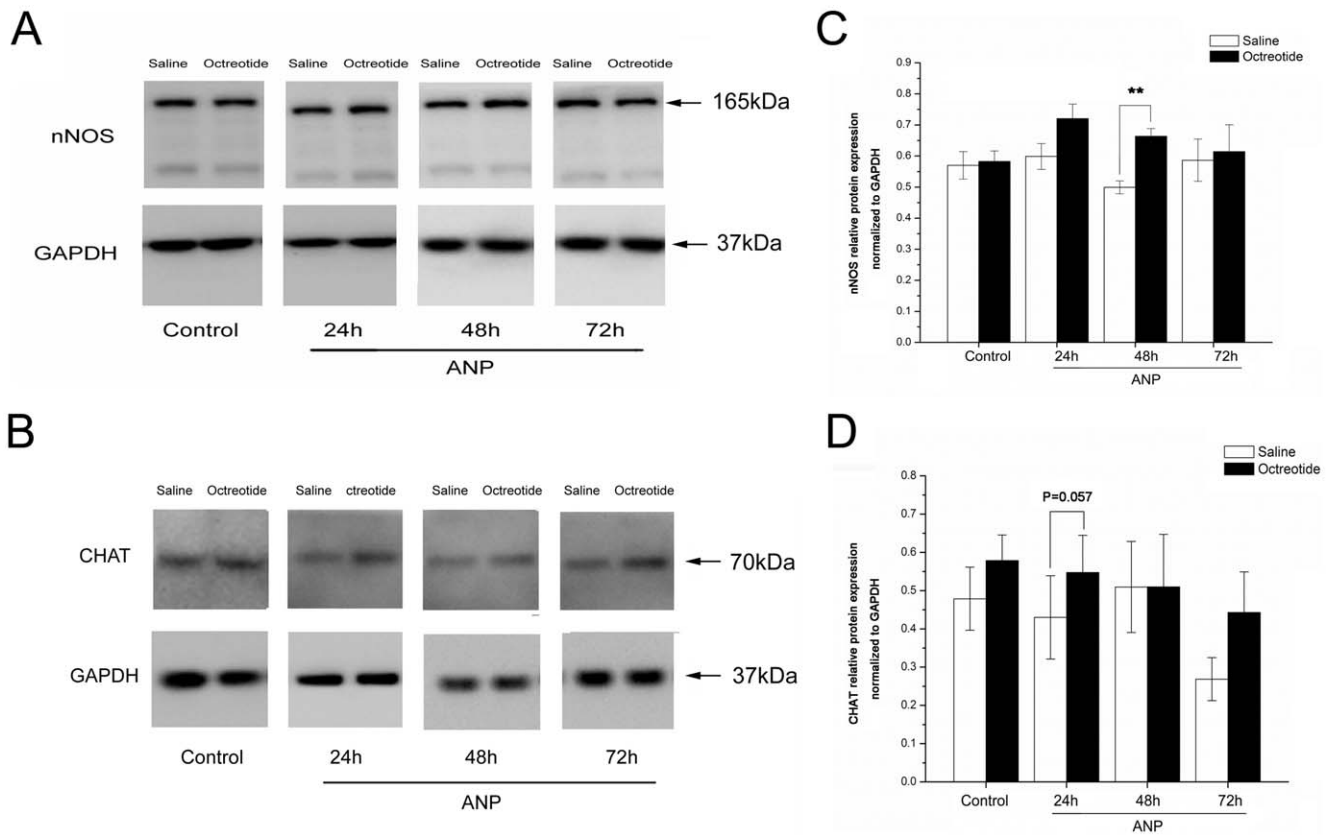 A
Saline Octreotide Saline Octreotide Saline Octreotide Saline Octreotide
nNOS
165kDa
GAPDH
37kDa
Control 24h 48h 72h
ANP
B
Saline Octreotide Saline ctreotide Saline Octreotide Saline Octreotide
CHAT
70kDa
GAPDH
37kDa
Control 24h 48h 72h
ANP
C
Saline
Octreotide
nNOS relative protein expression
normalized to GAPDH
0.9
0.8
0.7
0.6
0.5
0.4
0.3
0.2
0.1
0.0
**
Control 24h 48h 72h
ANP
D
Saline
Octreotide
CHAT relative protein expression
normalized to GAPDH
0.8
0.7
0.6
0.5
0.4
0.3
0.2
0.1
0.0
P=0.057
Control 24h 48h 72h
ANP